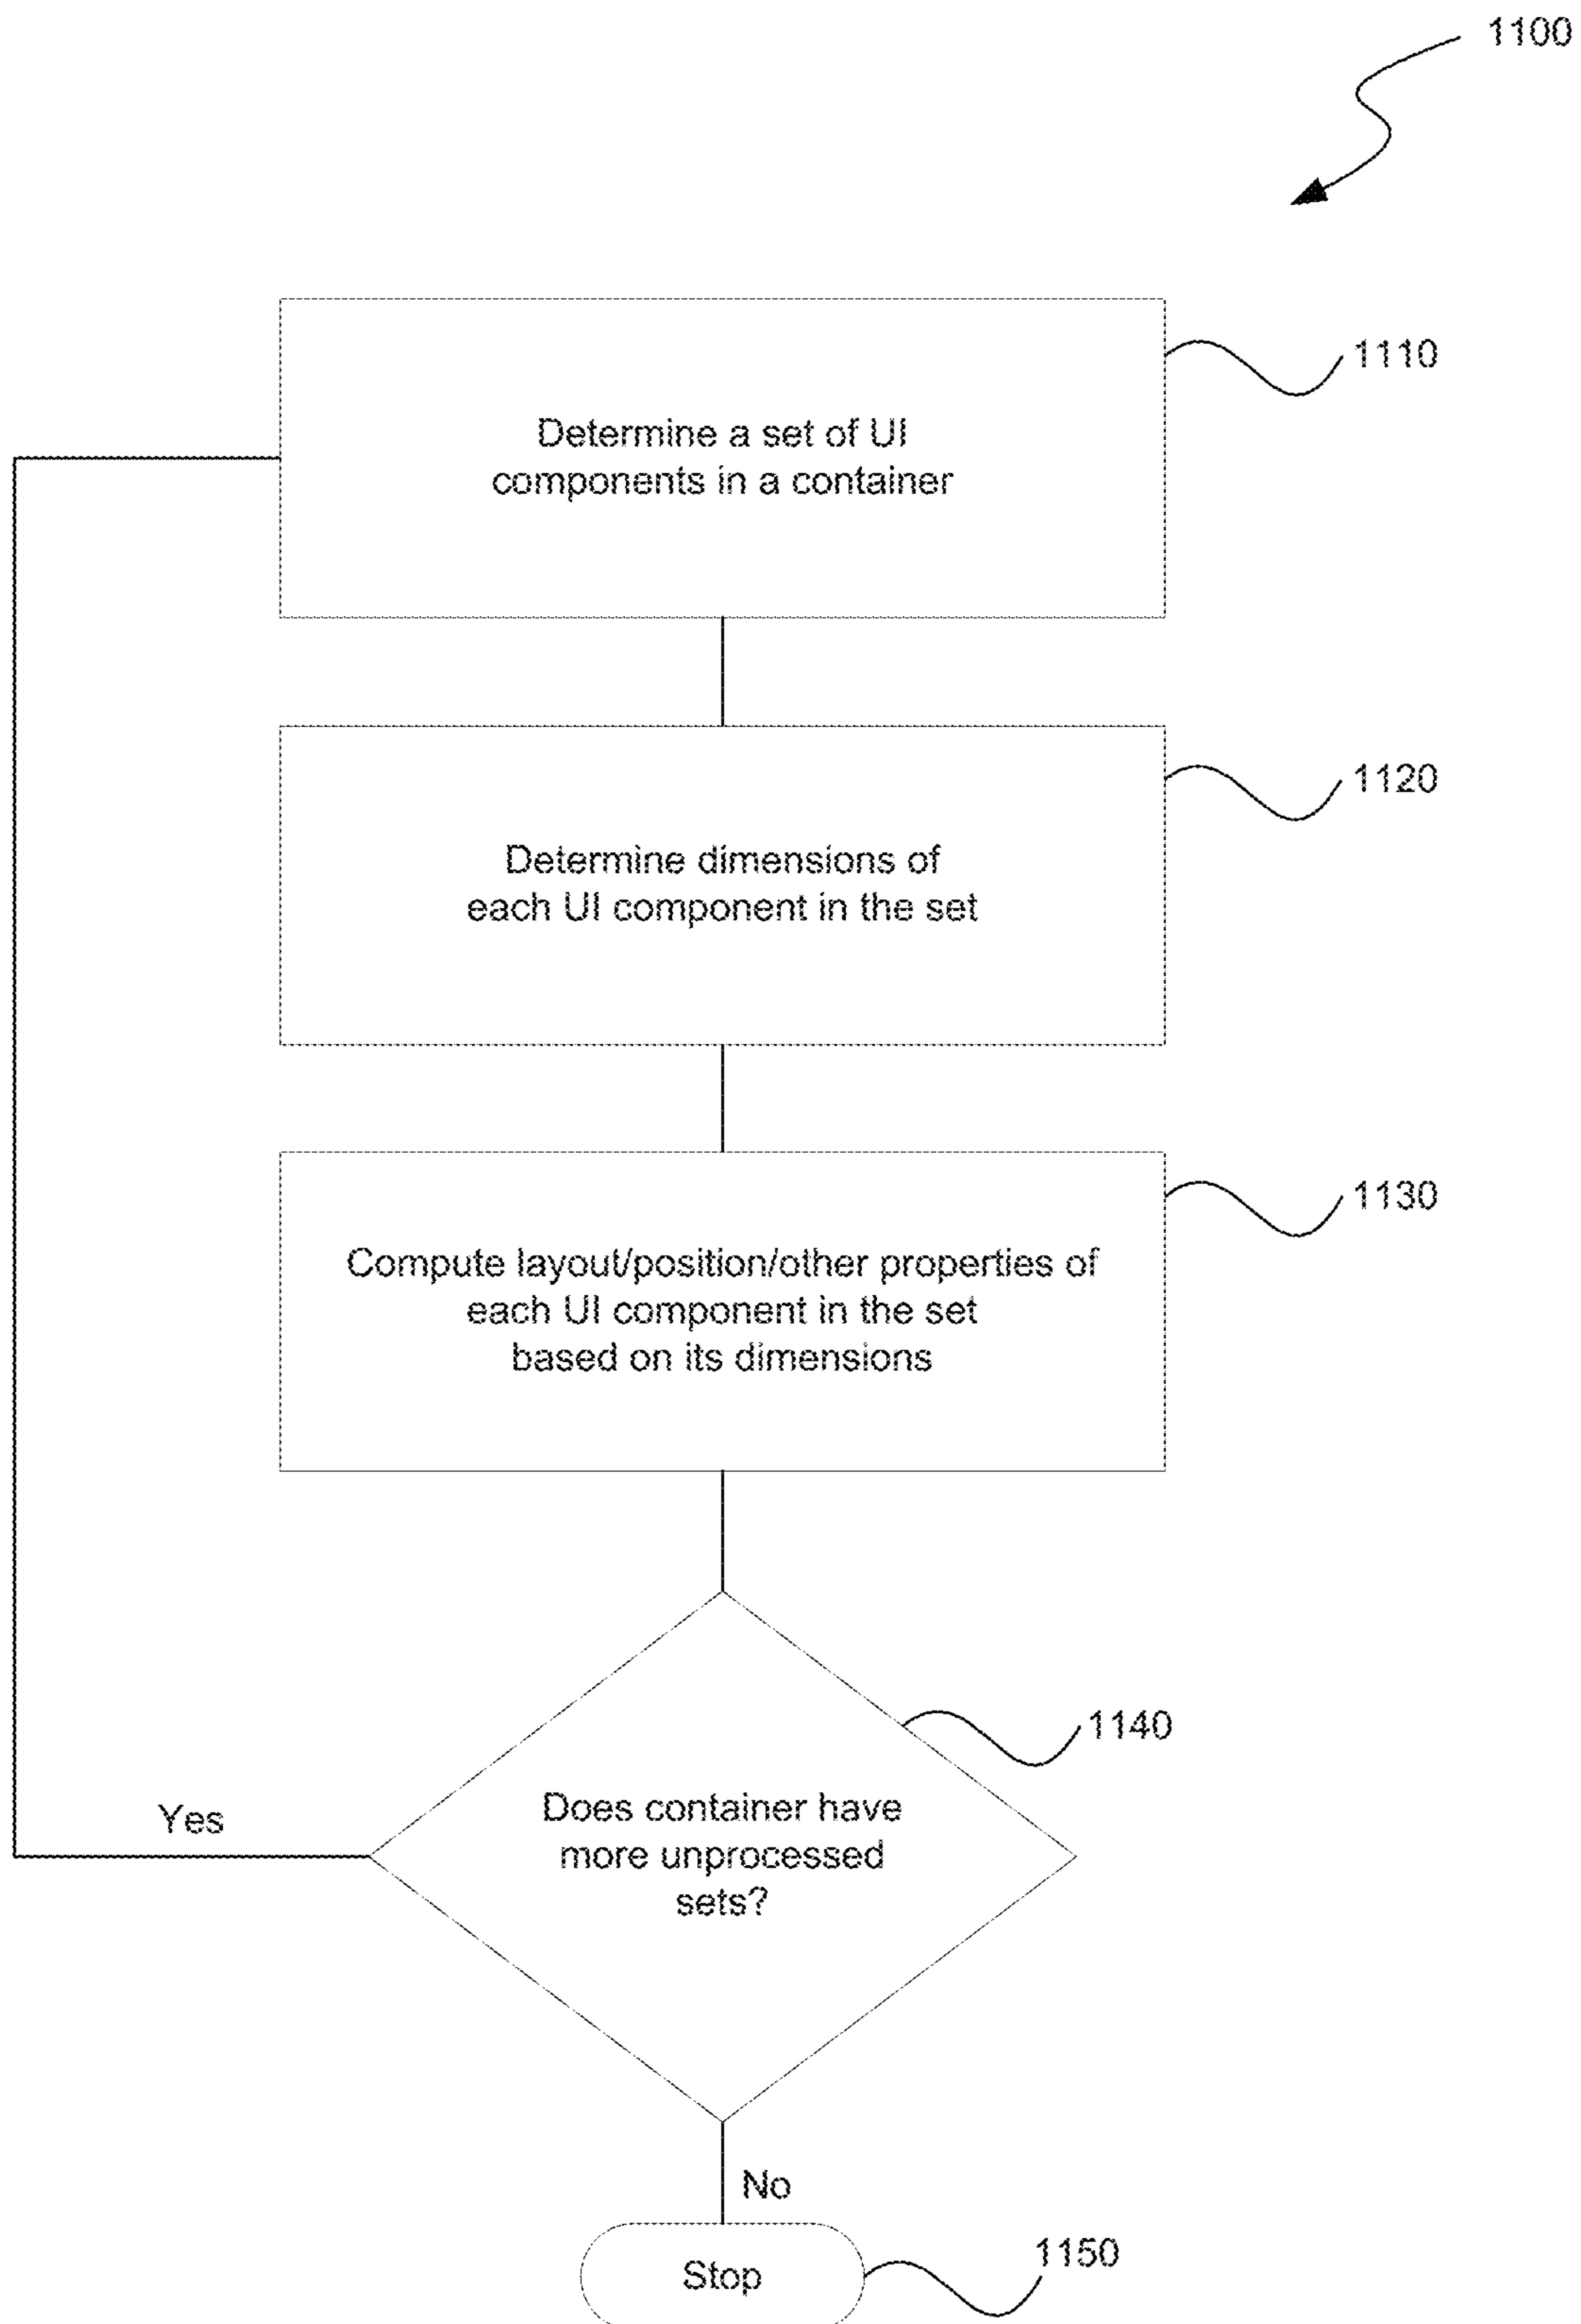 1100
Determine a set of UI
components in a container
1110
Determine dimensions of
each UI component in the set
1120
Compute layout/position/other properties of
each UI component in the set
based on its dimensions
1130
Does container have
more unprocessed
sets?
1140
Yes
No
Stop
1150